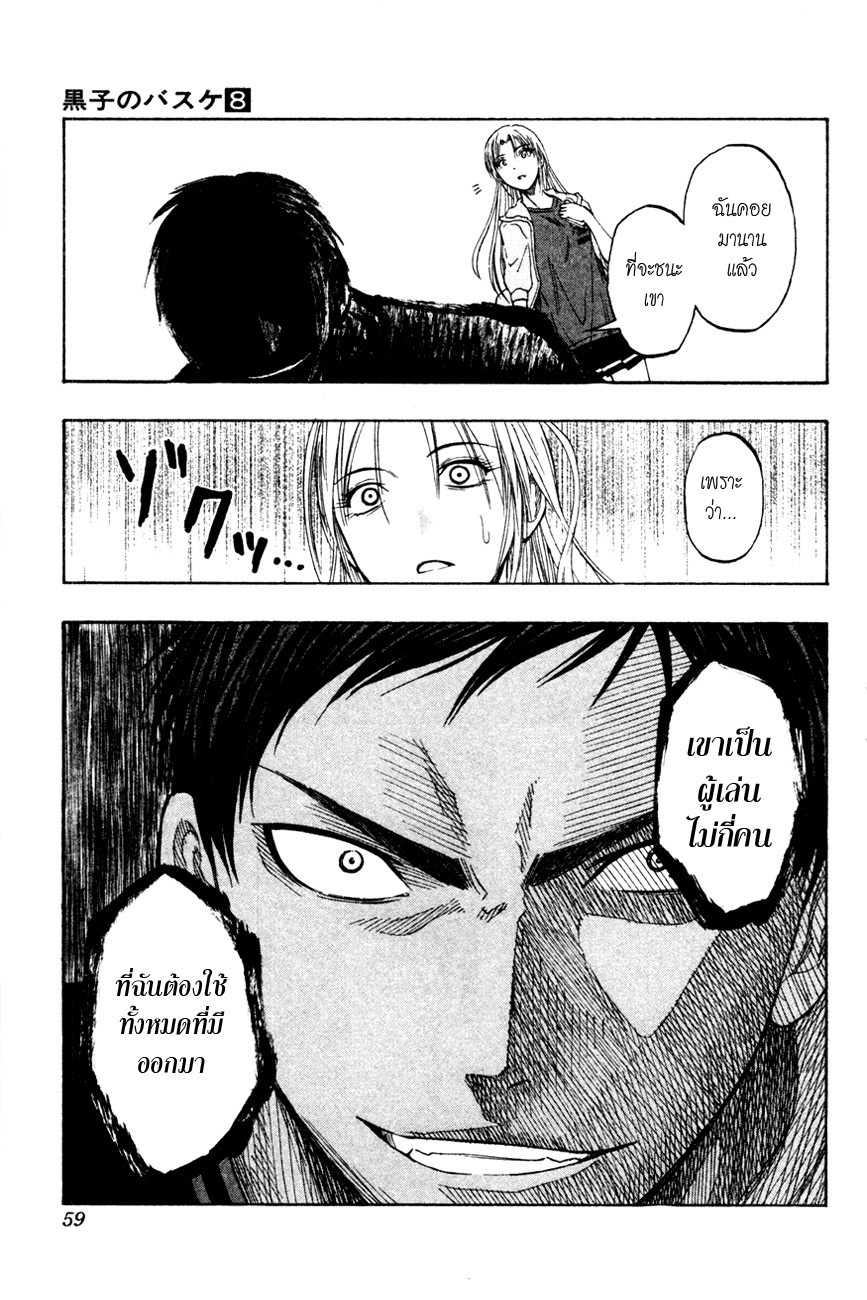 黒子のバスケ8
ฉันคอย
มานาน
แล้ว
ที่จะชนะ
เขา
เพราะ
ว่า...
ゾクッ…
เขาเป็น
ผู้เล่น
ไม่กี่คน
ที่ฉันต้องใช้
ทั้งหมดที่มี
ออกมา
59